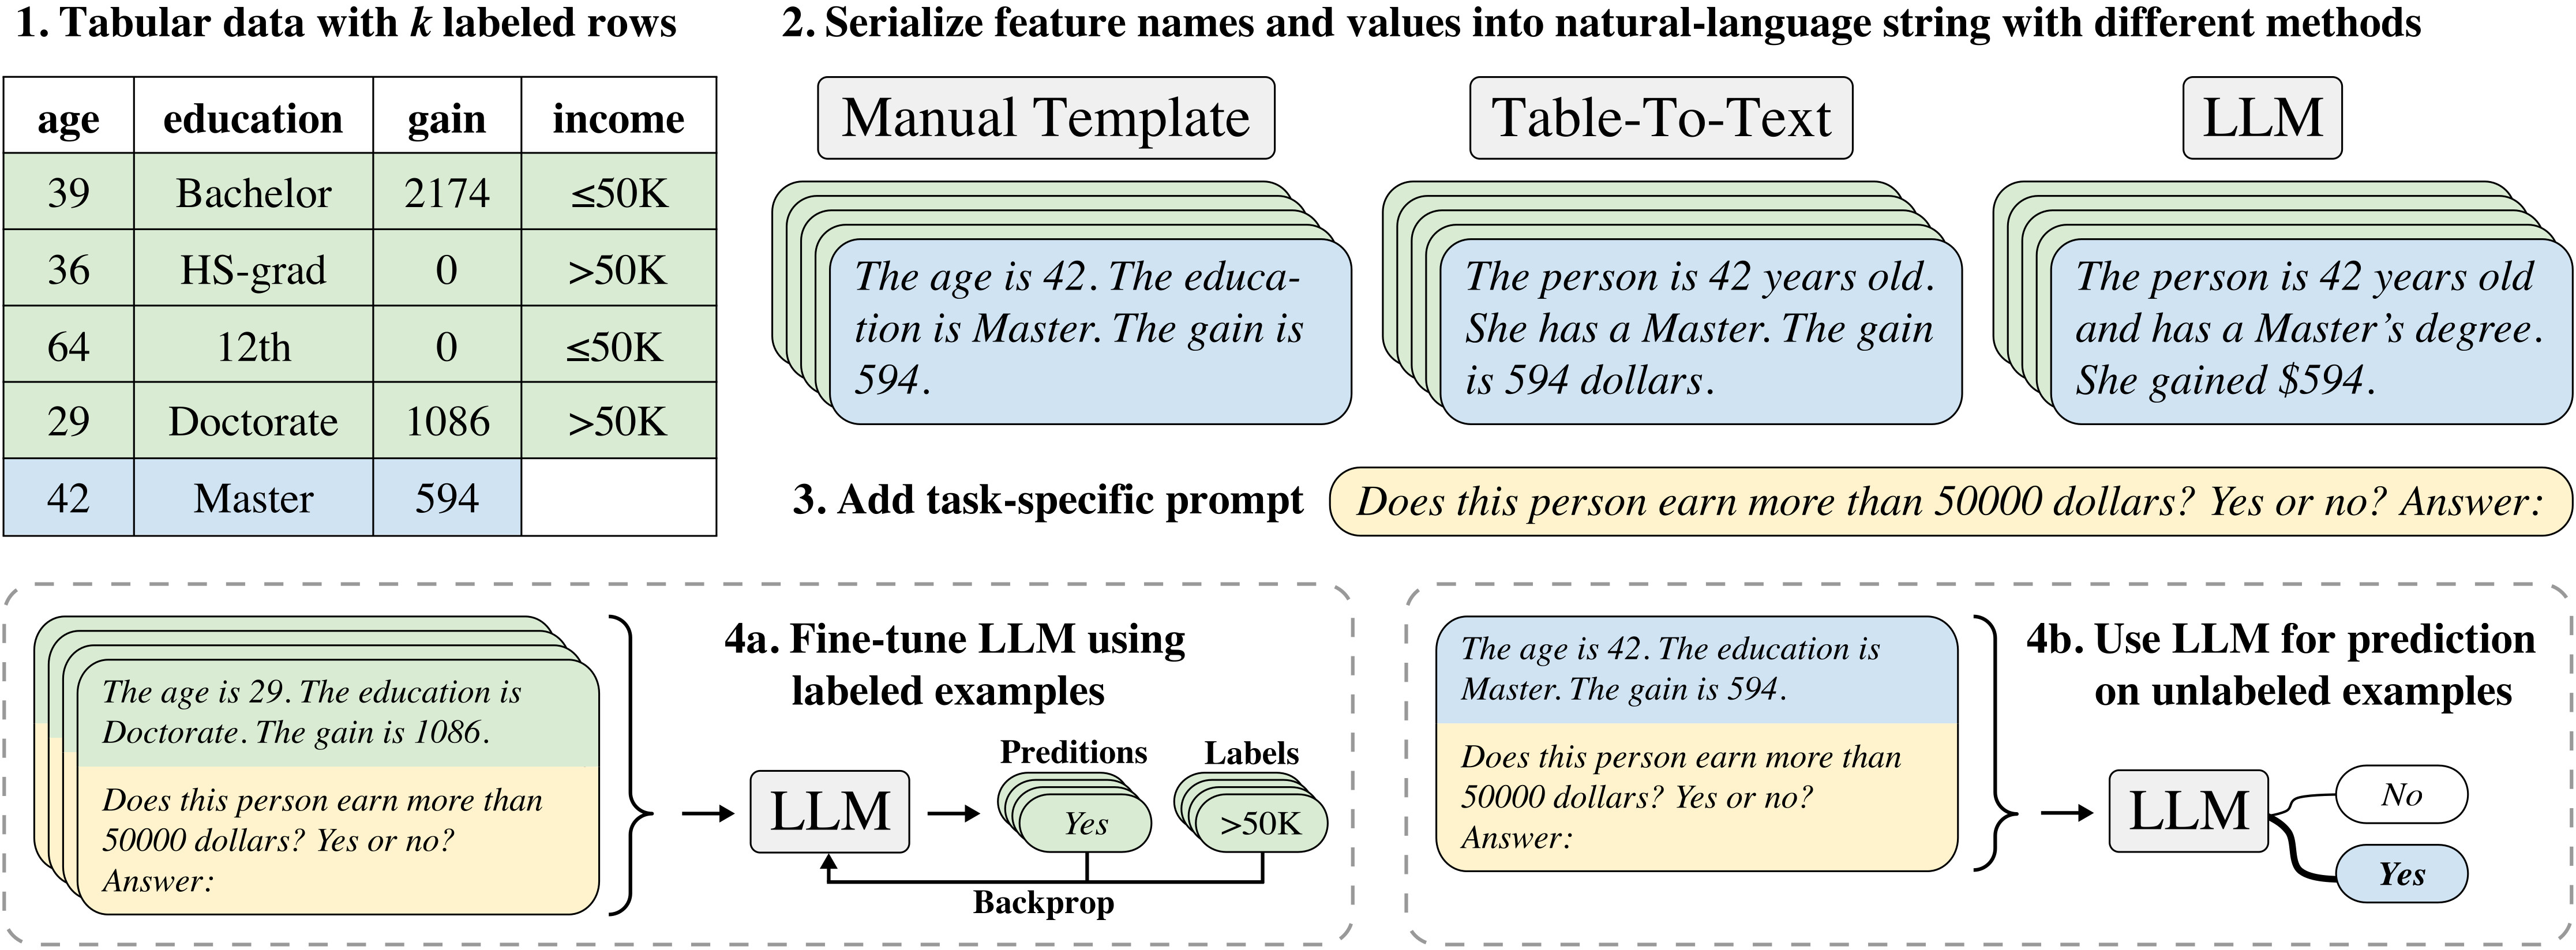 1. Tabular data with k labeled rows
age education gain income
39 Bachelor 2174 ≤50K
36 HS-grad 0 >50K
64 12th 0 ≤50K
29 Doctorate 1086 >50K
42 Master 594
2. Serialize feature names and values into natural-language string with different methods
Manual Template
The age is 42. The educa-
tion is Master. The gain is
594.
Table-To-Text
The person is 42 years old.
She has a Master. The gain
is 594 dollars.
LLM
The person is 42 years old
and has a Master's degree.
She gained $594.
3. Add task-specific prompt
Does this person earn more than 50000 dollars? Yes or no? Answer:
The age is 29. The education is
Doctorate. The gain is 1086.
Does this person earn more than
50000 dollars? Yes or no?
Answer:
4a. Fine-tune LLM using
labeled examples
LLM
Preditions
Yes
Labels
>50K
Backprop
The age is 42. The education is
Master. The gain is 594.
Does this person earn more than
50000 dollars? Yes or no?
Answer:
4b. Use LLM for prediction
on unlabeled examples
LLM
No
Yes